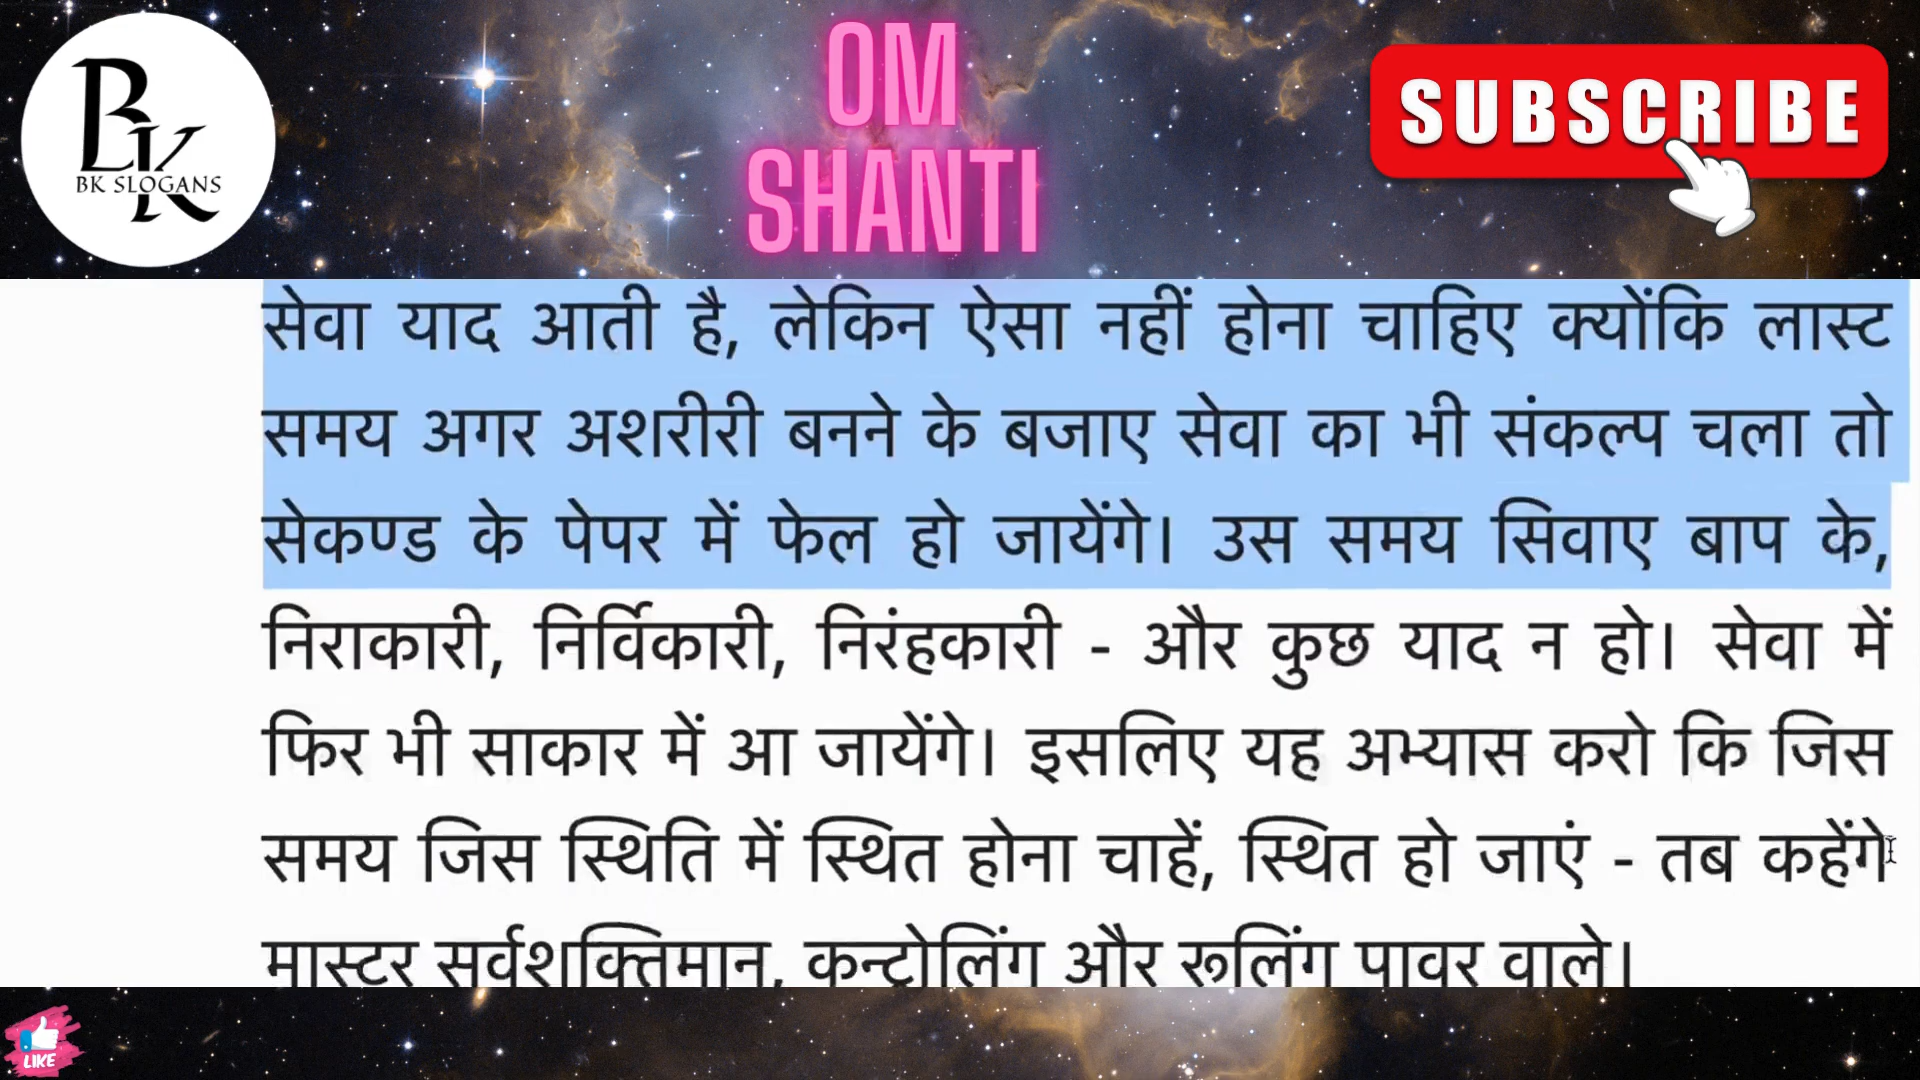 BK
BK SLOGANS
OM
SHANTI
SUBSCRIBE
सेवा याद आती है, लेकिन ऐसा नहीं होना चाहिए क्योंकि लास्ट
समय अगर अशरीरी बनने के बजाए सेवा का भी संकल्प चला तो
सेकण्ड के पेपर में फेल हो जायेंगे। उस समय सिवाए बाप के,
निराकारी, निर्विकारी, निरंहकारी - और कुछ याद न हो। सेवा में
फिर भी साकार में आ जायेंगे। इसलिए यह अभ्यास करो कि जिस
समय जिस स्थिति में स्थित होना चाहें, स्थित हो जाएं - तब कहेंगे
मास्टर सर्वशक्तिमान, कन्ट्रोलिंग और रूलिंग पावर वाले।
LIKE